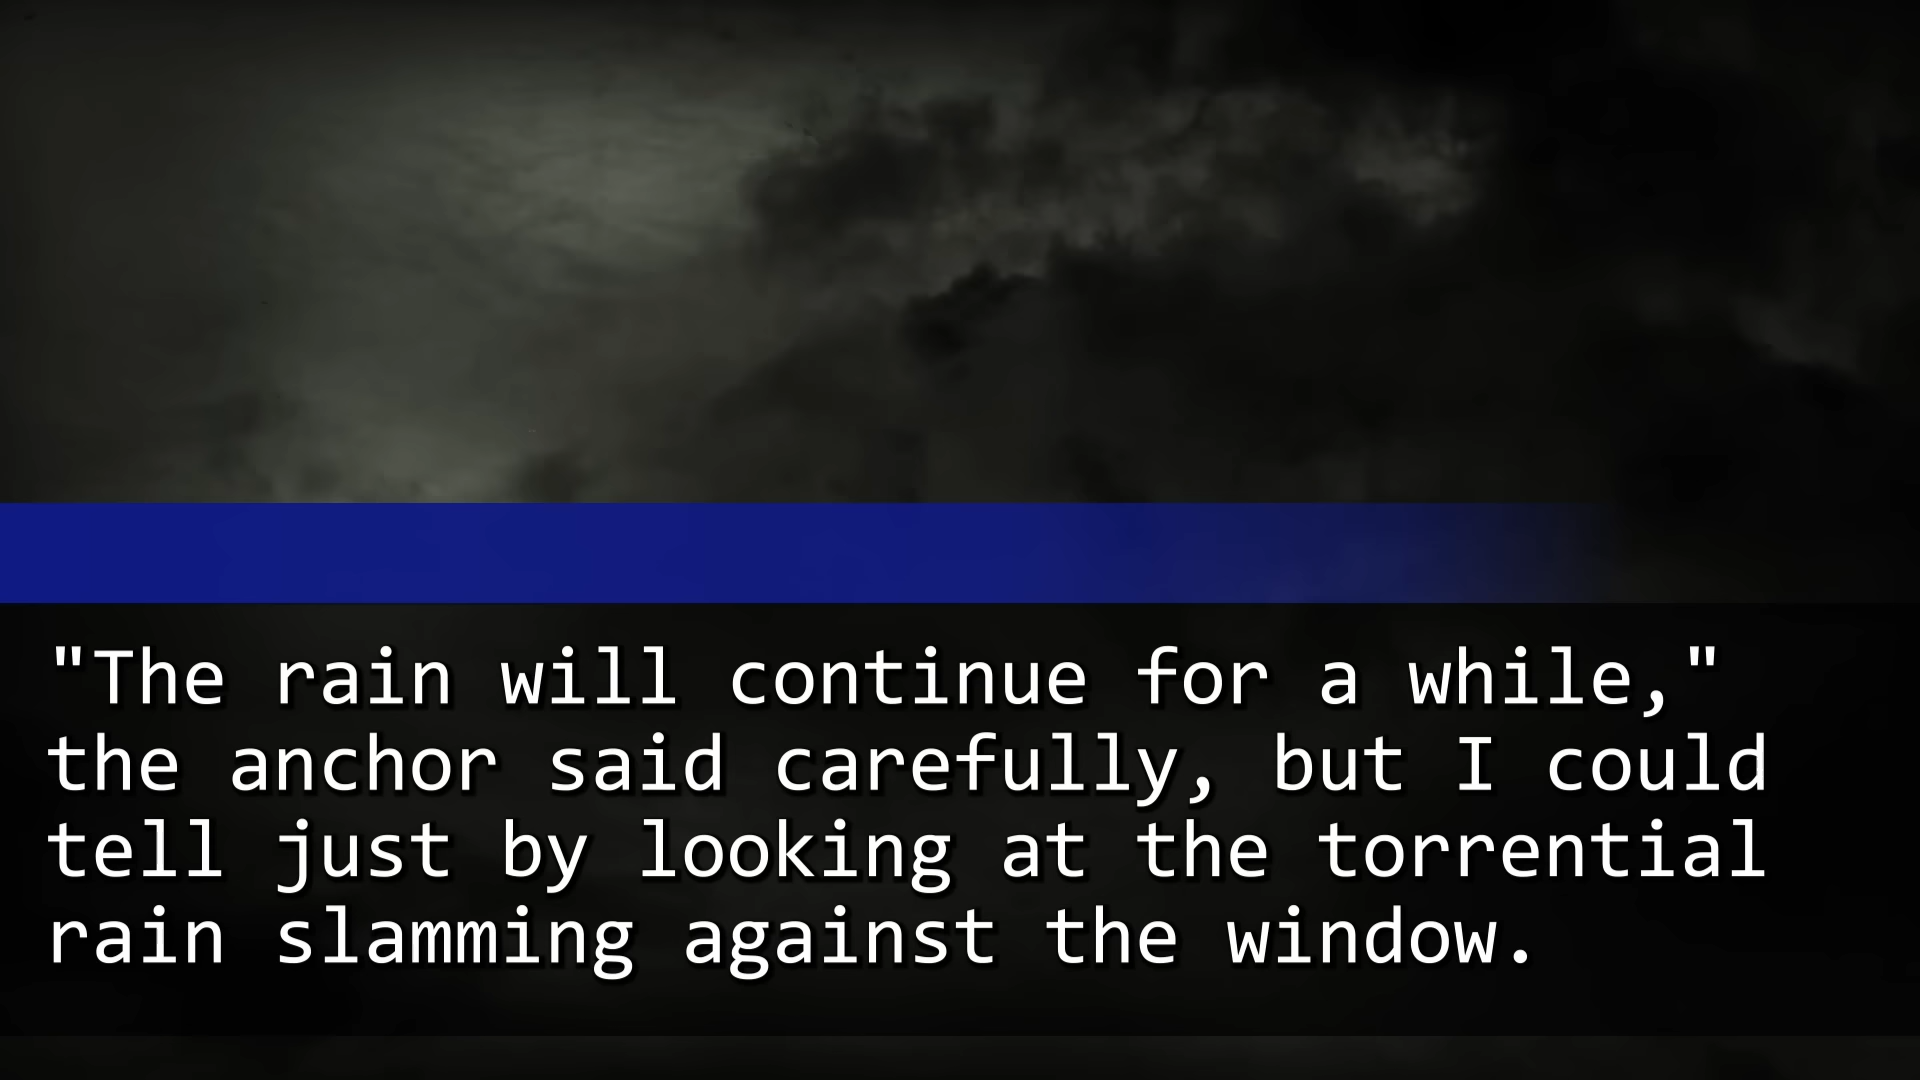 "The rain will continue for a while,"
the anchor said carefully, but I could
tell just by looking at the torrential
rain slamming against the window.